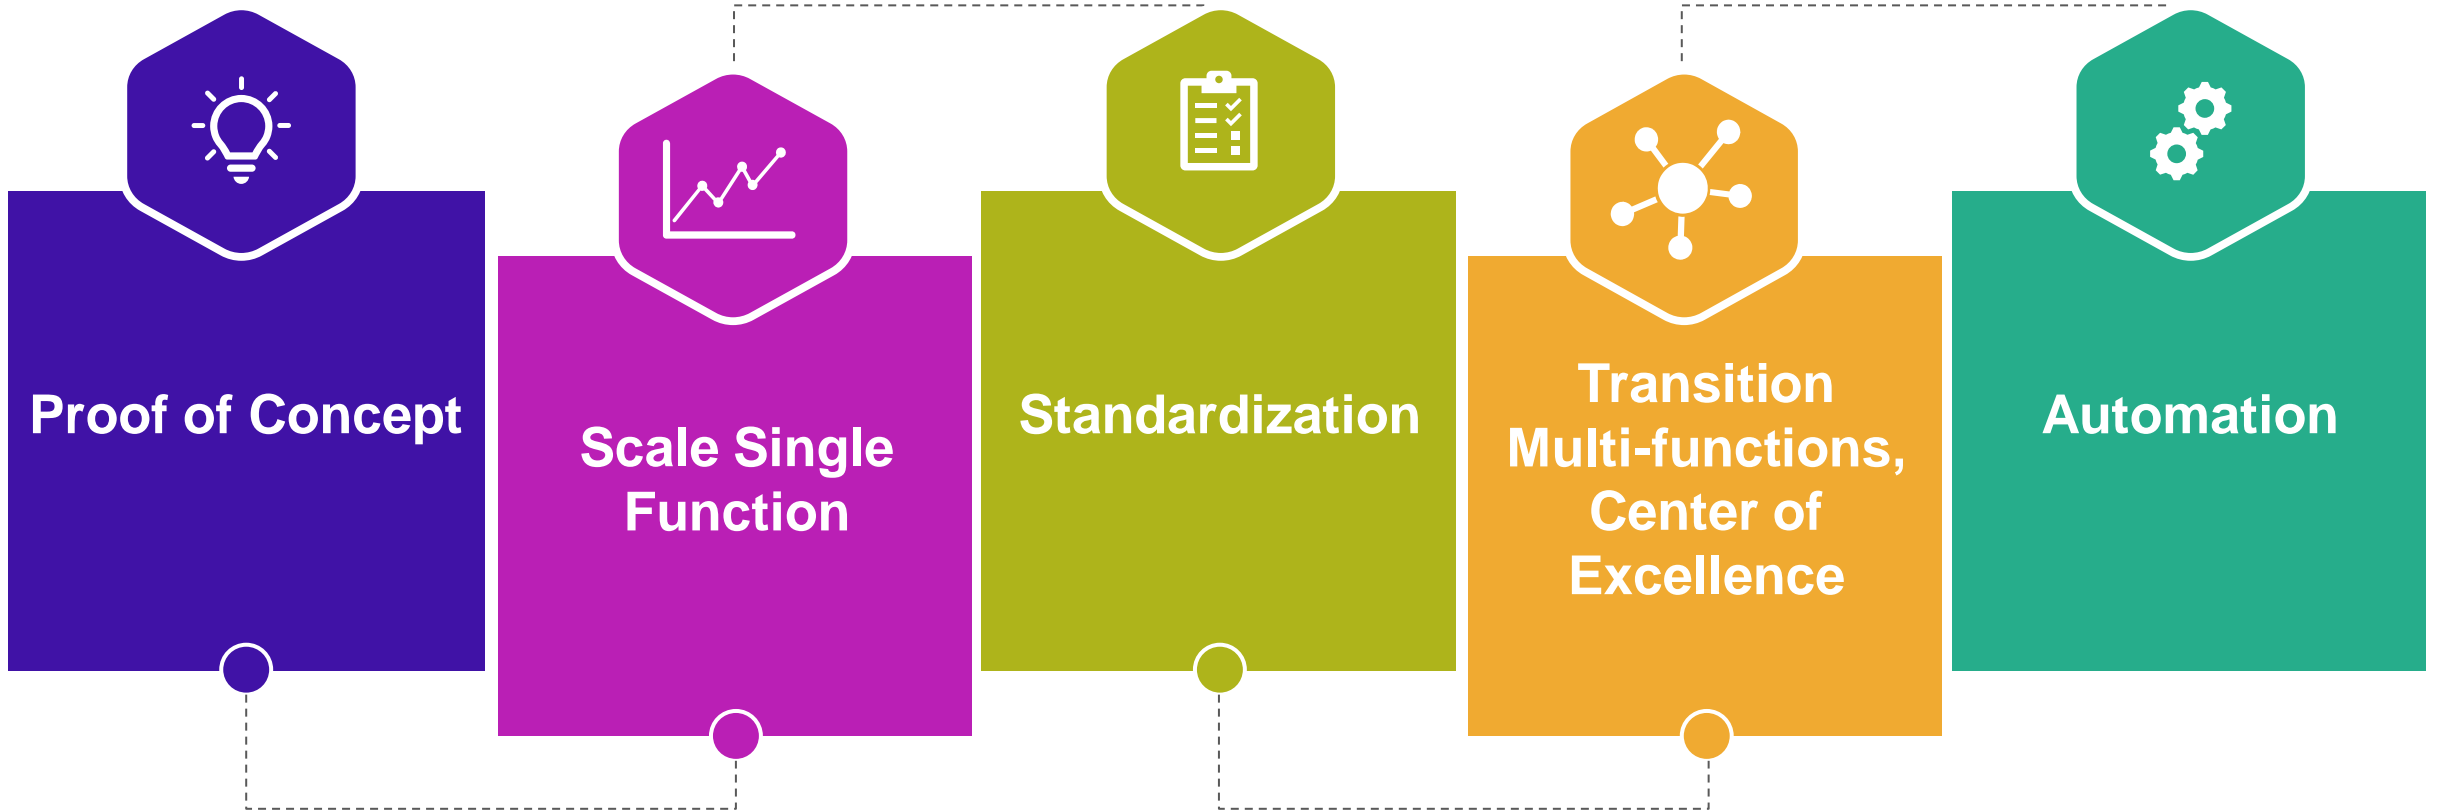 Proof of Concept
Scale Single
Function
Standardization
Transition
Multi-functions,
Center of
Excellence
Automation